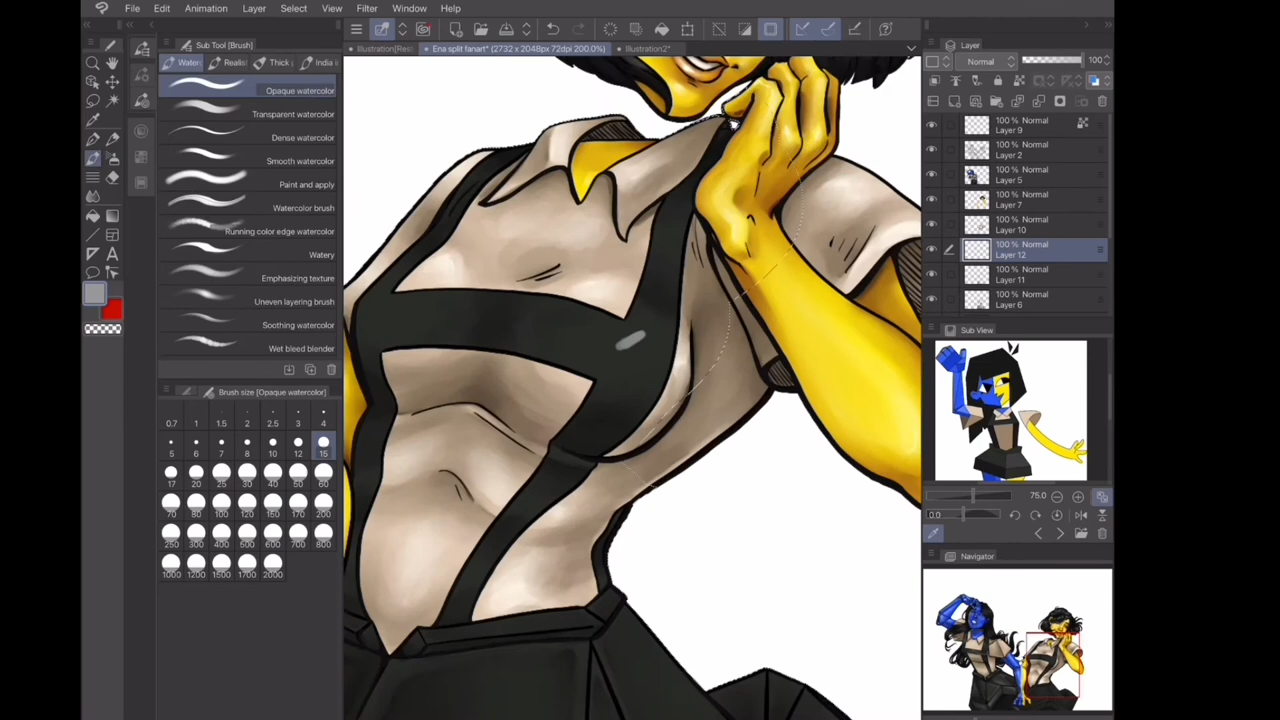 File Edit Animation Layer Select View Filter Window Help
Sub Tool [Brush]
Water Realis Thick India i
Opaque watercolor
Transparent watercolor
Dense watercolor
Smooth watercolor
Paint and apply
Watercolor brush
Running color edge watercolor
Watery
Emphasizing texture
Uneven layering brush
Soothing watercolor
Wet bleed blender
Brush size [Opaque watercolor]
0.7 1 1.5 2 2.5 3 4
5 6 7 8 10 12 15
17 20 25 30 40 50 60
70 80 100 120 150 170 200
250 300 400 500 600 700 800
1000 1200 1500 1700 2000
Illustration[Res Ena split fanart* (2732 x 2048px 72dpi 200.0%) Illustration2*
Layer
Normal 100
100 % Normal
Layer 9
100 % Normal
Layer 2
100 % Normal
Layer 5
100 % Normal
Layer 7
100 % Normal
Layer 10
100 % Normal
Layer 12
100 % Normal
Layer 11
100 % Normal
Layer 6
Sub View
75.0
0.0
Navigator